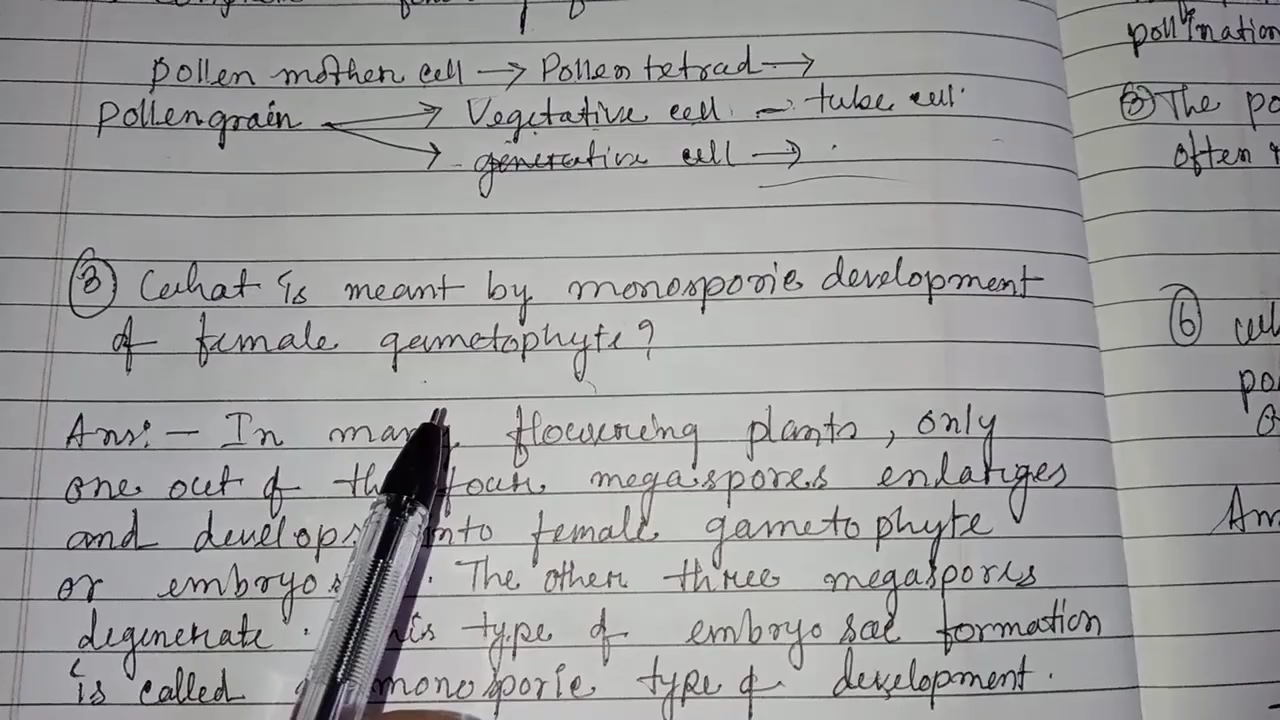 pollen mother cell → Pollen tetrad →
Pollengrain → Vegetative cell - tube cell
→ generative cell →
③ What is meant by monosporic development
of female gametophyte?
Ans: - In many flowering plants, only
one out of the four megaspores enlarges
and develops into female gametophyte
or embryo . The other three megaspores
degenerate. This type of embryo sac formation
is called monosporic type of development.
pollination
③ The
often
⑥
Ans